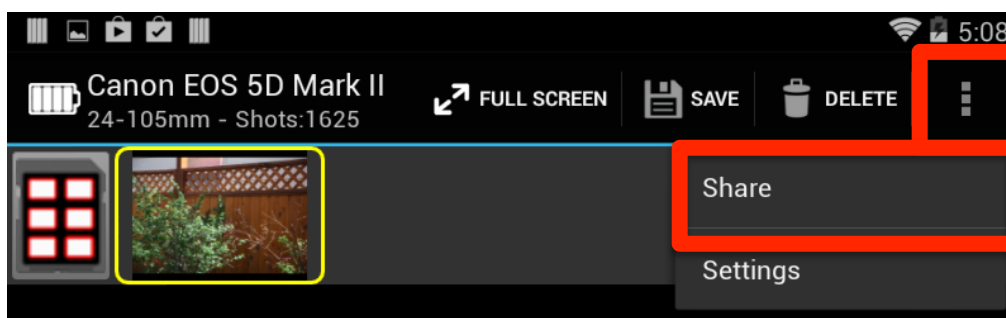 5:08
Canon EOS 5D Mark II
24-105mm - Shots:1625
FULL SCREEN
SAVE
DELETE
Share
Settings